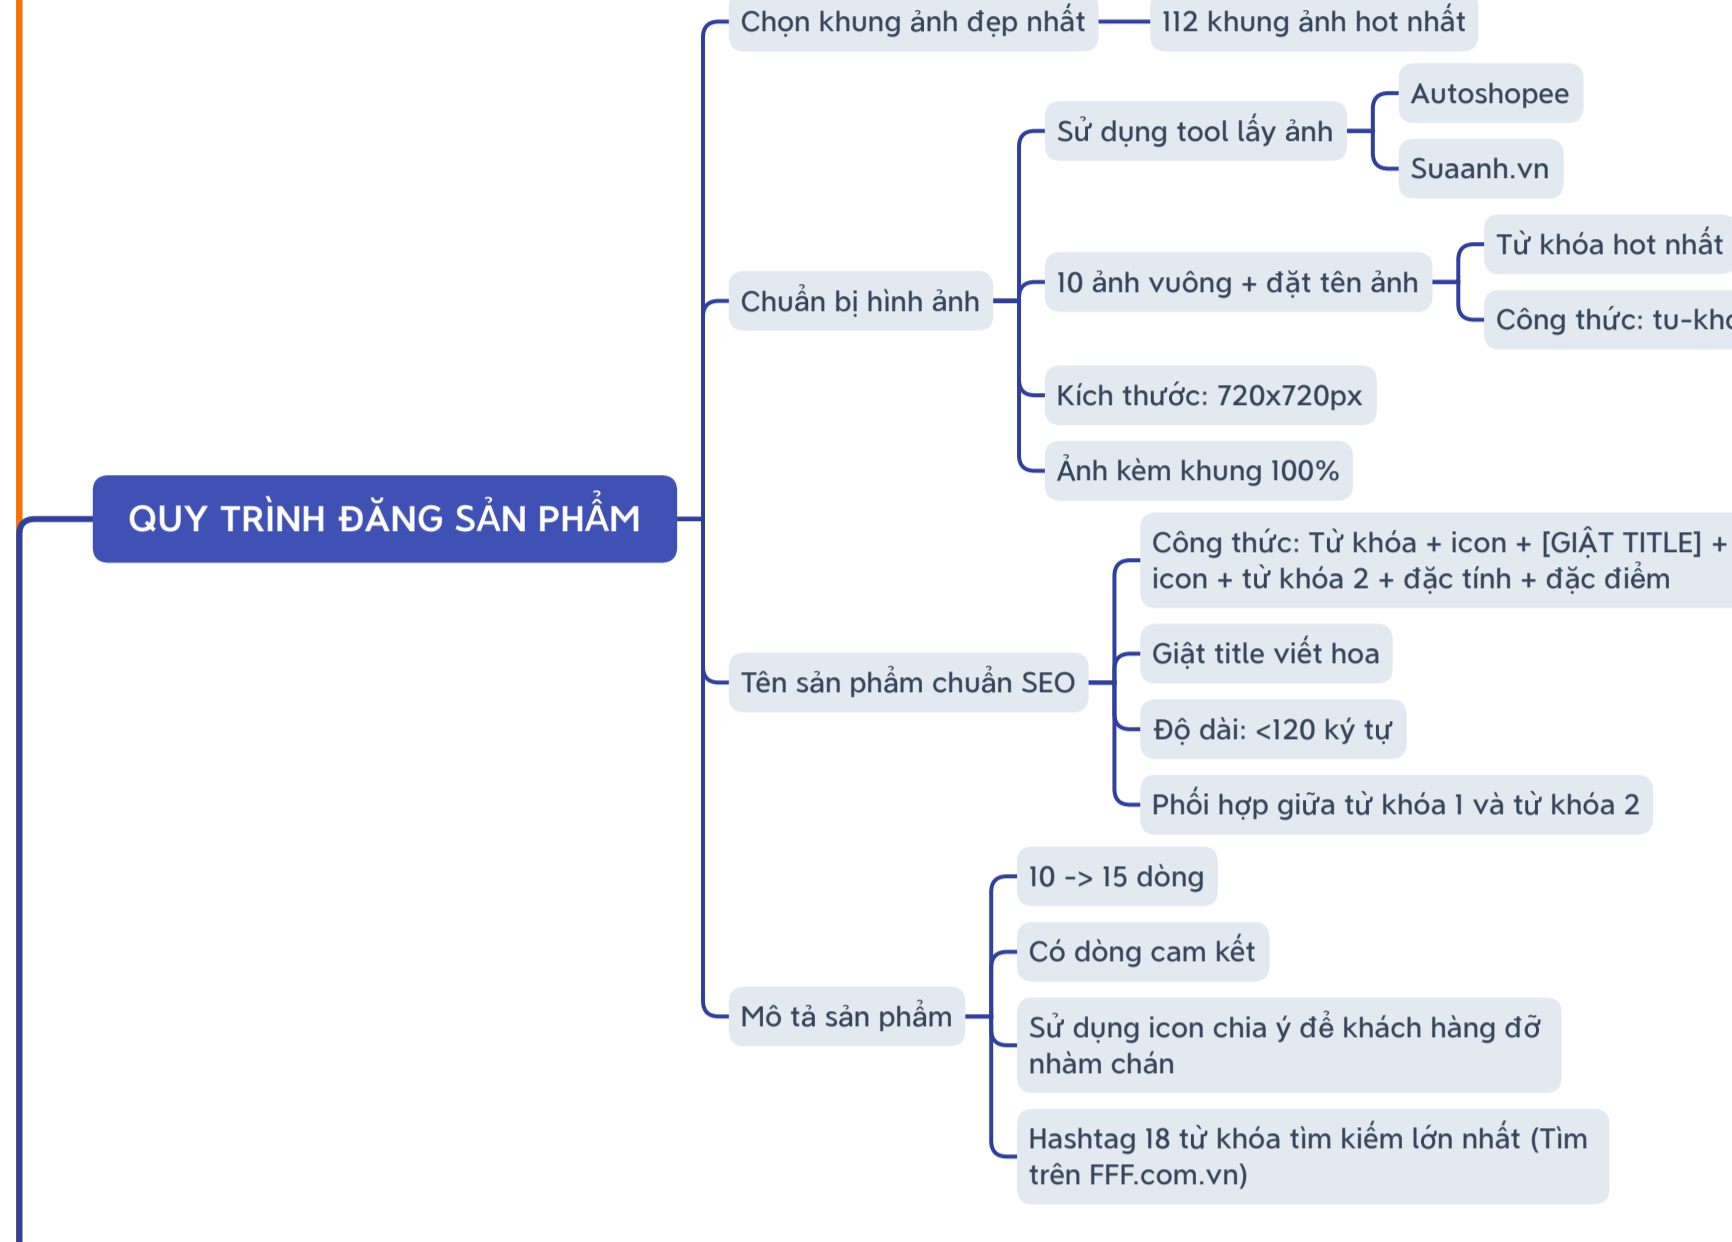 Chọn khung ảnh đẹp nhất
112 khung ảnh hot nhất
Autoshopee
Sử dụng tool lấy ảnh
Suaanh.vn
Từ khóa hot nhất
10 ảnh vuông + đặt tên ảnh
Chuẩn bị hình ảnh
Công thức: tu-kho
Kích thước: 720x720px
Ảnh kèm khung 100%
QUY TRÌNH ĐĂNG SẢN PHẨM
Công thức: Từ khóa + icon + [GIẬT TITLE] +
icon + từ khóa 2 + đặc tính + đặc điểm
Giật title viết hoa
Tên sản phẩm chuẩn SEO
Độ dài: <120 ký tự
Phối hợp giữa từ khóa 1 và từ khóa 2
10 -> 15 dòng
Có dòng cam kết
Mô tả sản phẩm
Sử dụng icon chia ý để khách hàng đỡ
nhàm chán
Hashtag 18 từ khóa tìm kiếm lớn nhất (Tìm
trên FFF.com.vn)